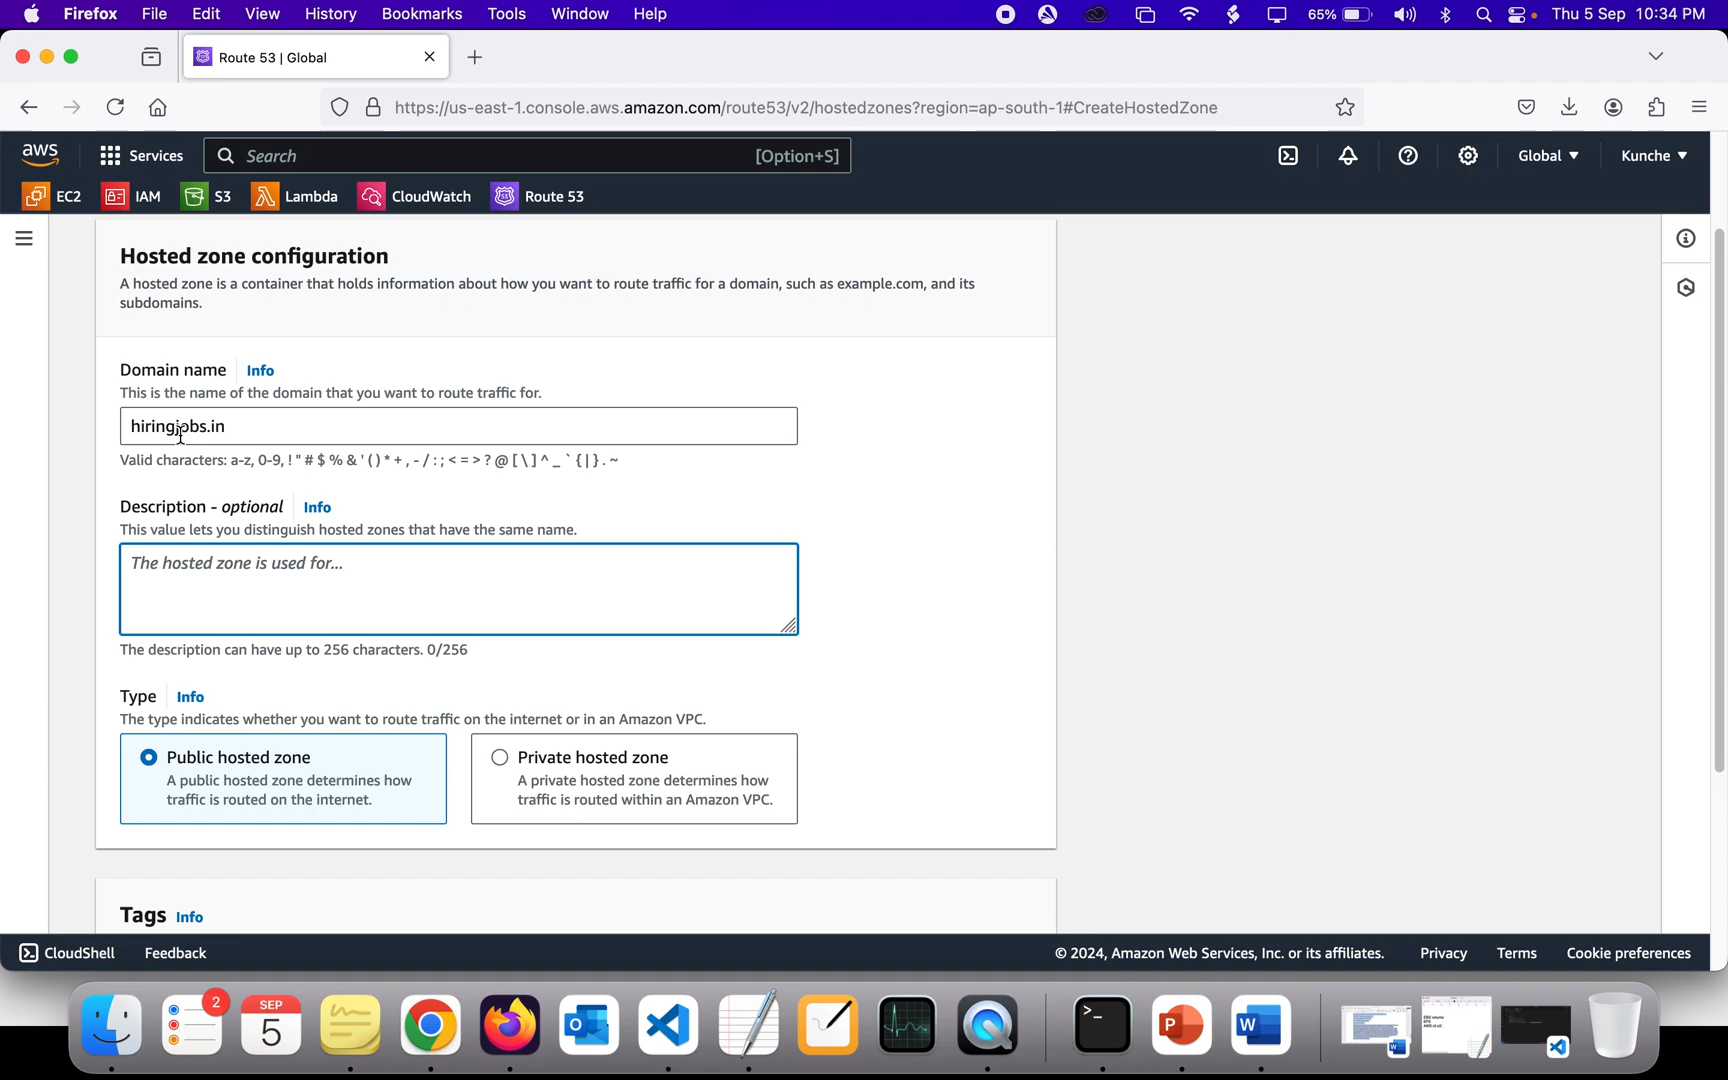 Firefox File Edit View History Bookmarks Tools Window Help 65% Thu 5 Sep 10:34 PM
Route 53 | Global
https://us-east-1.console.aws.amazon.com/route53/v2/hostedzones?region=ap-south-1#CreateHostedZone
aws Services Search [Option+S] Global Kunche
EC2 IAM S3 Lambda CloudWatch Route 53
Hosted zone configuration
A hosted zone is a container that holds information about how you want to route traffic for a domain, such as example.com, and its
subdomains.
Domain name Info
This is the name of the domain that you want to route traffic for.
hiringjobs.in
Valid characters: a-z, 0-9, ! " # $ % & ' ( ) * + , - / : ; < = > ? @ [ \ ] ^ _ ` { | } . ~
Description - optional Info
This value lets you distinguish hosted zones that have the same name.
The hosted zone is used for...
The description can have up to 256 characters. 0/256
Type Info
The type indicates whether you want to route traffic on the internet or in an Amazon VPC.
Public hosted zone
A public hosted zone determines how
traffic is routed on the internet.
Private hosted zone
A private hosted zone determines how
traffic is routed within an Amazon VPC.
Tags Info
CloudShell Feedback © 2024, Amazon Web Services, Inc. or its affiliates. Privacy Terms Cookie preferences
2
SEP
5